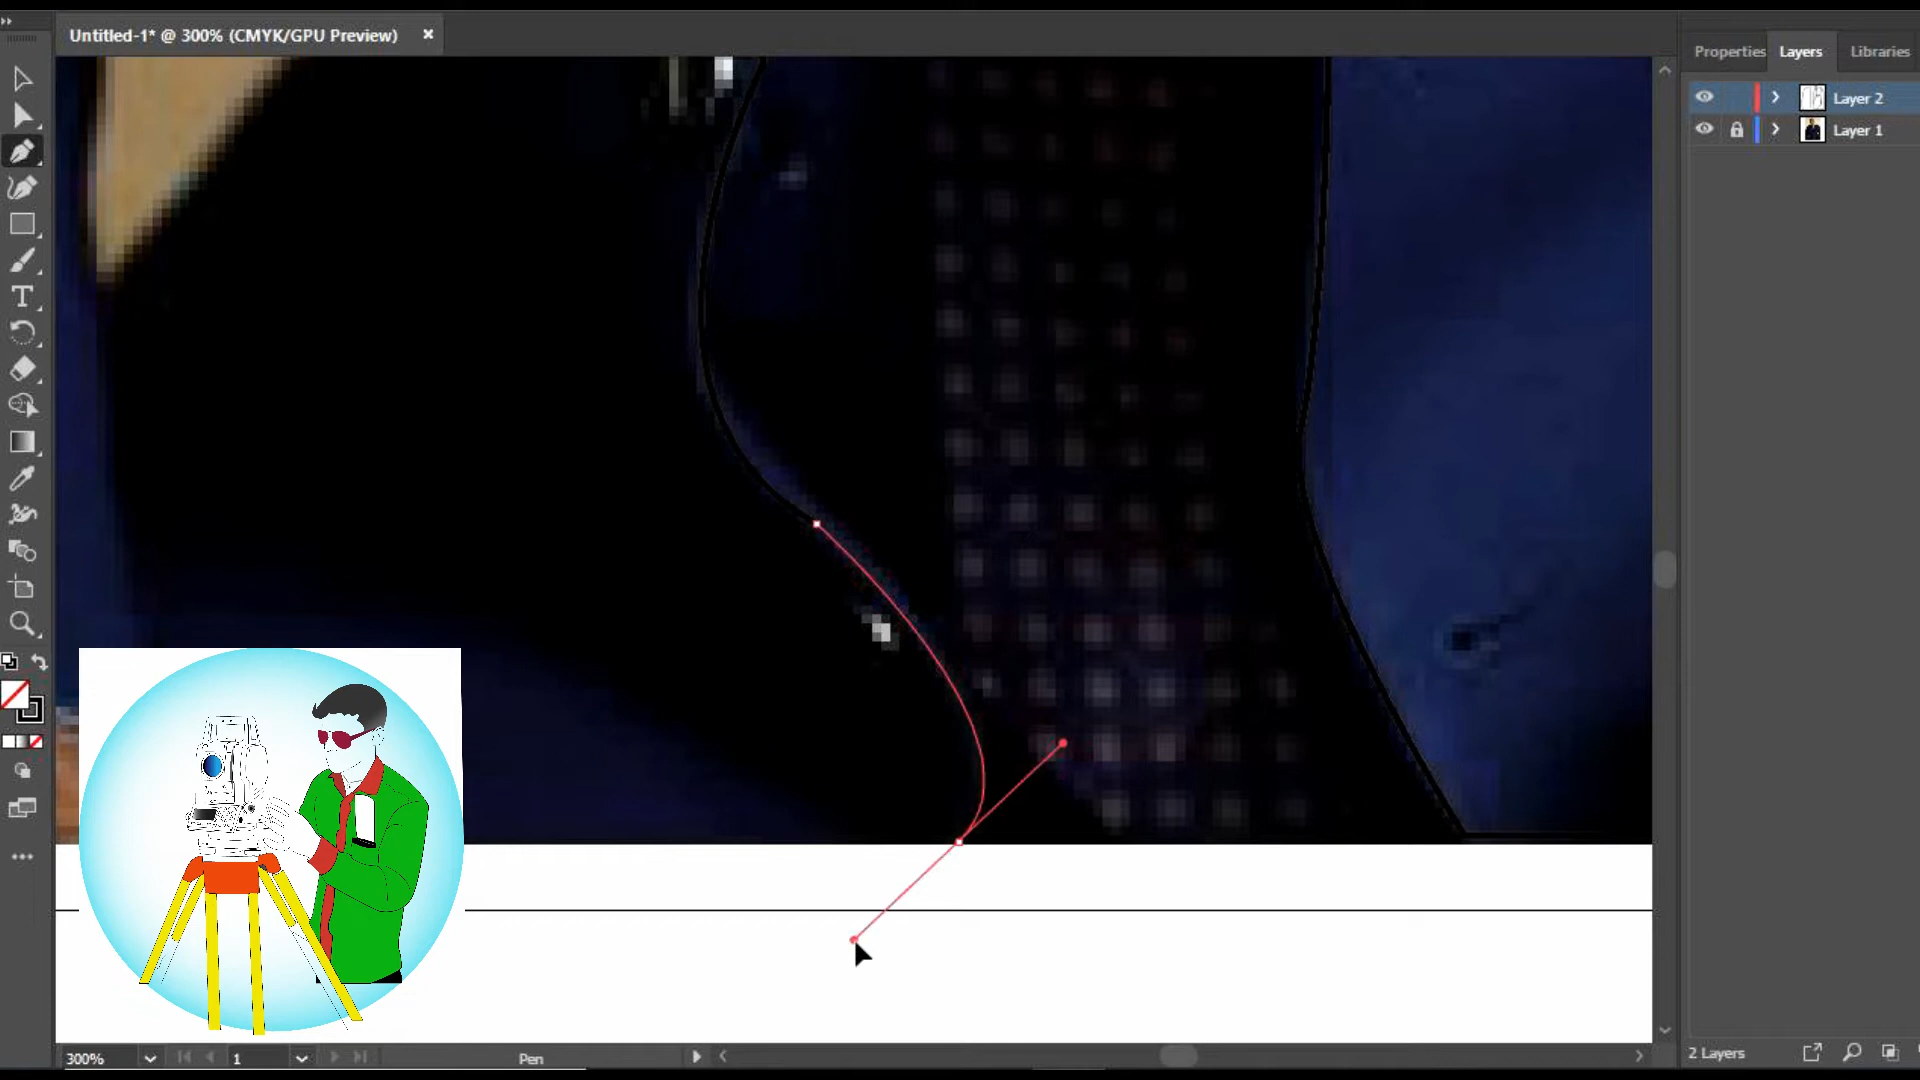 Untitled-1* @ 300% (CMYK/GPU Preview)
Properties
Layers
Libraries
Layer 2
Layer 1
300%
1
Pen
2 Layers